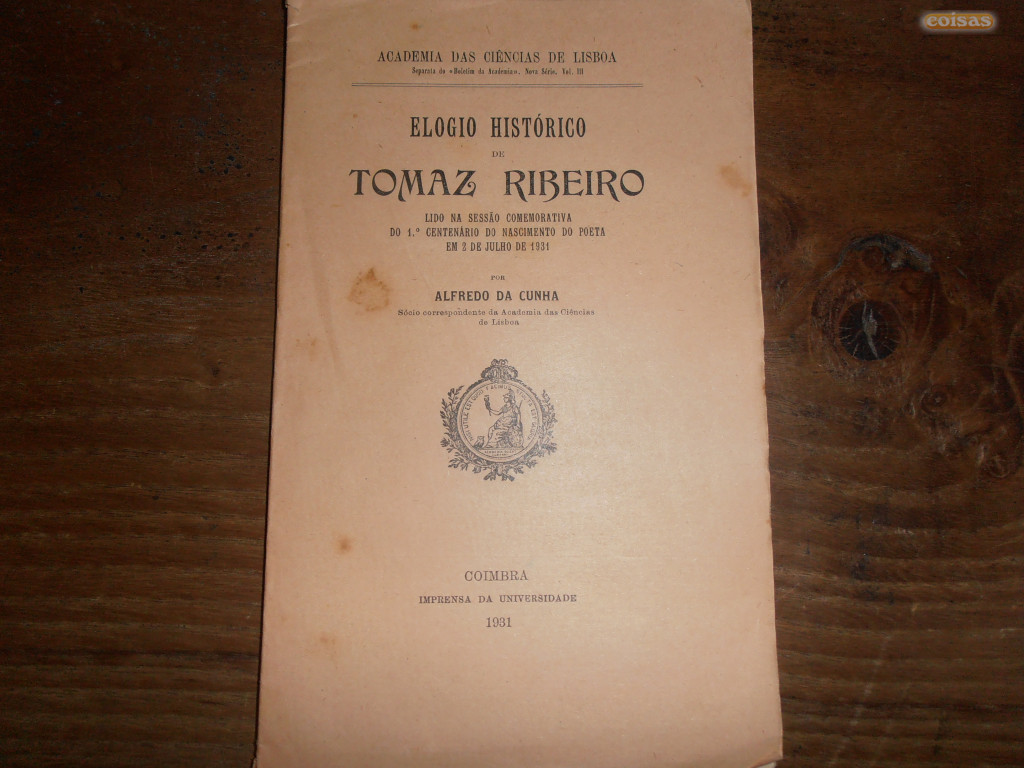 coisas
ACADEMIA DAS CIÊNCIAS DE LISBOA
Separata do «Boletim da Academia», Nova Série, Vol. III
ELOGIO HISTÓRICO
DE
TOMAZ RIBEIRO
LIDO NA SESSÃO COMEMORATIVA
DO 1.º CENTENÁRIO DO NASCIMENTO DO POETA
EM 2 DE JULHO DE 1931
POR
ALFREDO DA CUNHA
Sócio correspondente da Academia das Ciências
de Lisboa
COIMBRA
IMPRENSA DA UNIVERSIDADE
1931